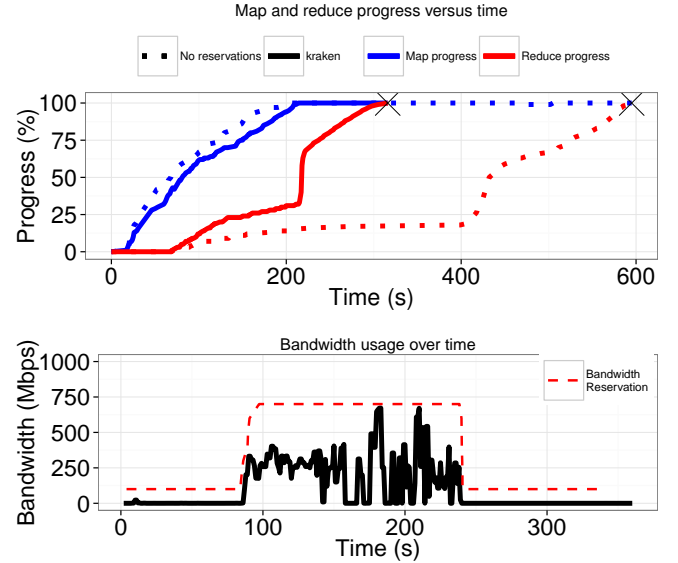 Map and reduce progress versus time
No reservations kraken Map progress Reduce progress
Progress (%)
100
75
50
25
0
0 200 400 600
Time (s)
Bandwidth usage over time
Bandwidth (Mbps)
1000
750
500
250
0
Bandwidth
Reservation
0 100 200 300
Time (s)